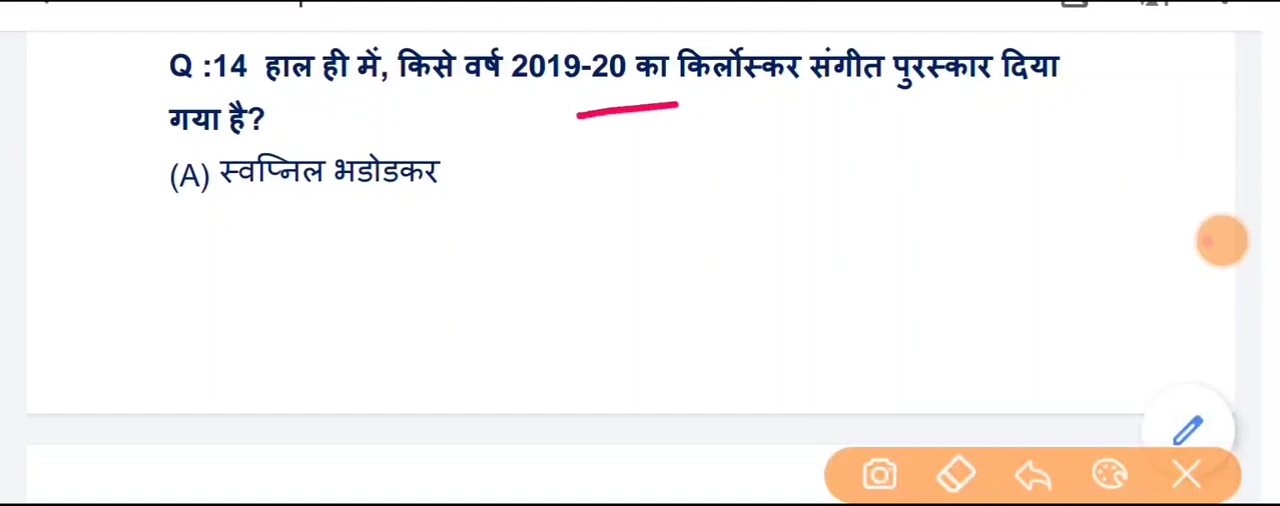 Q :14 हाल ही में, किसे वर्ष 2019-20 का किर्लोस्कर संगीत पुरस्कार दिया
गया है?
(A) स्वप्निल भडोडकर